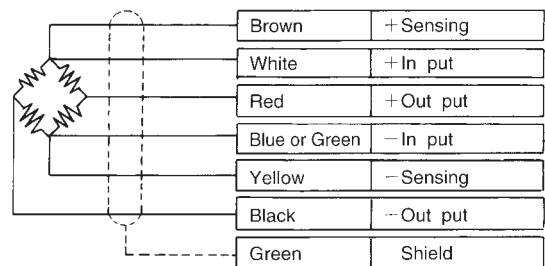 Brown +Sensing
White +In put
Red +Out put
Blue or Green −In put
Yellow −Sensing
Black −Out put
Green Shield